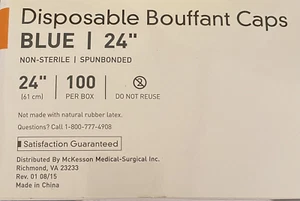 Disposable Bouffant Caps
BLUE | 24"
NON-STERILE | SPUNBONDED
24" | 100
(61 cm) PER BOX DO NOT REUSE
Not made with natural rubber latex.
Questions? Call 1-800-777-4908
Satisfaction Guaranteed
Distributed By McKesson Medical-Surgical Inc.
Richmond, VA 23233
Rev. 01 08/15
Made in China